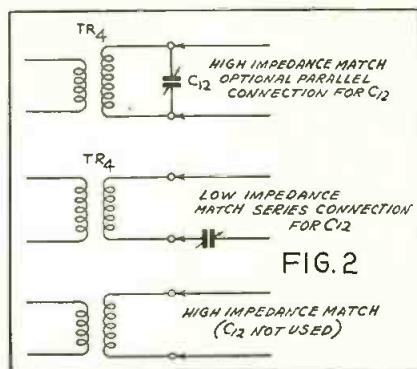 TR4
C12
HIGH IMPEDANCE MATCH
OPTIONAL PARALLEL
CONNECTION FOR C12
TR4
LOW IMPEDANCE
MATCH SERIES CONNECTION
FOR C12
FIG. 2
HIGH IMPEDANCE MATCH
(C12 NOT USED)